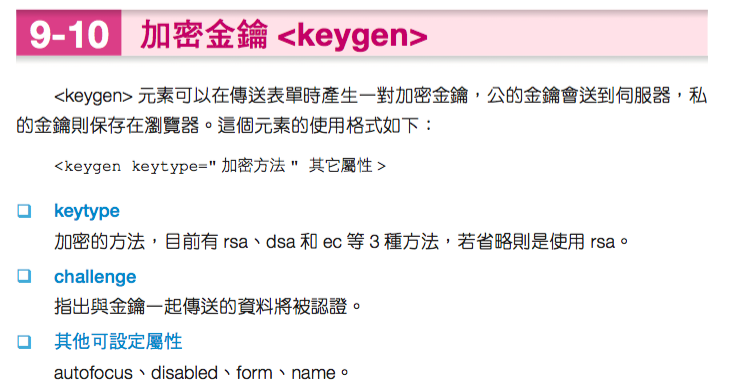 9-10 加密金鑰 <keygen>
<keygen> 元素可以在傳送表單時產生一對加密金鑰，公的金鑰會送到伺服器，私
的金鑰則保存在瀏覽器。這個元素的使用格式如下：
<keygen keytype=" 加密方法 " 其它屬性 >
❑ keytype
加密的方法，目前有 rsa、dsa 和 ec 等 3 種方法，若省略則是使用 rsa。
❑ challenge
指出與金鑰一起傳送的資料將被認證。
❑ 其他可設定屬性
autofocus、disabled、form、name。